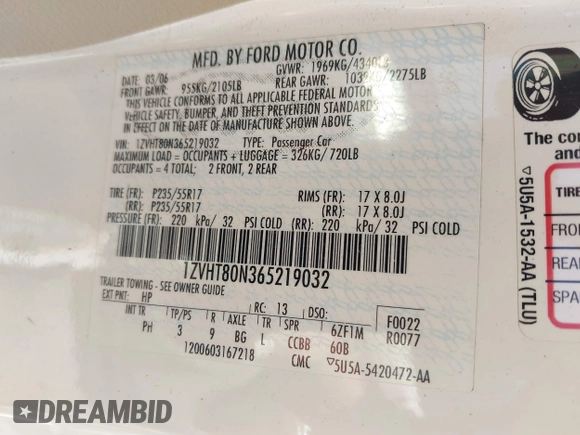 MFD. BY FORD MOTOR CO.
DATE: 03/06 GVWR: 1969KG/4340LB
FRONT GAWR: 955KG/2105LB REAR GAWR: 1039KG/2275LB
THIS VEHICLE CONFORMS TO ALL APPLICABLE FEDERAL MOTOR
VEHICLE SAFETY, BUMPER, AND THEFT PREVENTION STANDARDS
IN EFFECT ON THE DATE OF MANUFACTURE SHOWN ABOVE.
VIN: 1ZVHT80N365219032 TYPE: Passenger Car
MAXIMUM LOAD = OCCUPANTS + LUGGAGE = 326KG/720LB
OCCUPANTS = 4 TOTAL: 2 FRONT, 2 REAR
TIRE (FR): P235/55R17 RIMS (FR): 17 X 8.0J
(RR): P235/55R17 (RR): 17 X 8.0J
PRESSURE (FR): 220 kPa/ 32 PSI COLD (RR): 220 kPa/ 32 PSI COLD
1ZVHT80N365219032
TRAILER TOWING - SEE OWNER GUIDE
EXT PNT: HP RC: 13 DSO:
INT TR TP/PS R AXLE TR SPR 6ZF1M F0022
PH 3 9 BG L CCBB 60B R0077
1200603167218 CMC ▽5U5A-5420472-AA
▽5U5A-1532-AA (TLU)
The co
and
TIRE
FRO
REA
SPA
DREAMBID